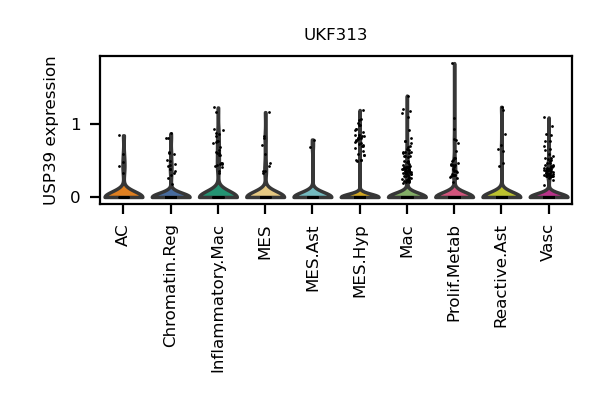 UKF313
USP39 expression
1
0
AC
Chromatin.Reg
Inflammatory.Mac
MES
MES.Ast
MES.Hyp
Mac
Prolif.Metab
Reactive.Ast
Vasc